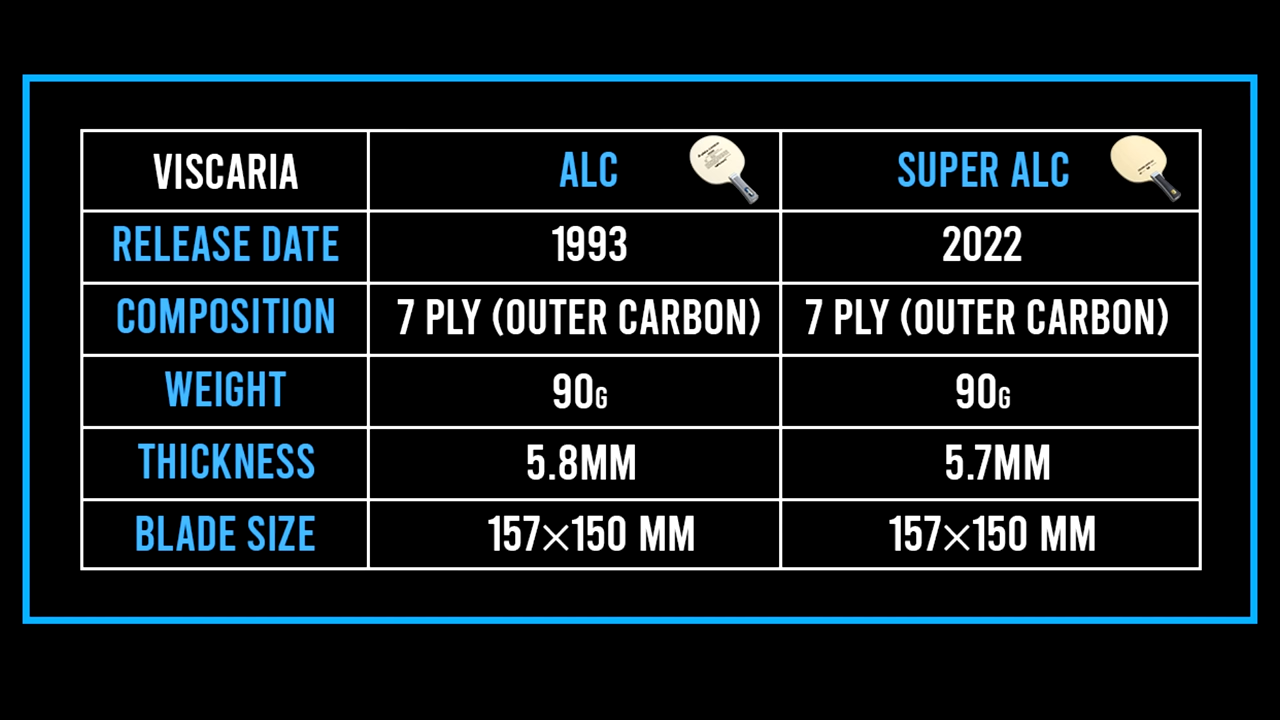 VISCARIA ALC SUPER ALC
RELEASE DATE 1993 2022
COMPOSITION 7 PLY (OUTER CARBON) 7 PLY (OUTER CARBON)
WEIGHT 90G 90G
THICKNESS 5.8MM 5.7MM
BLADE SIZE 157×150 MM 157×150 MM